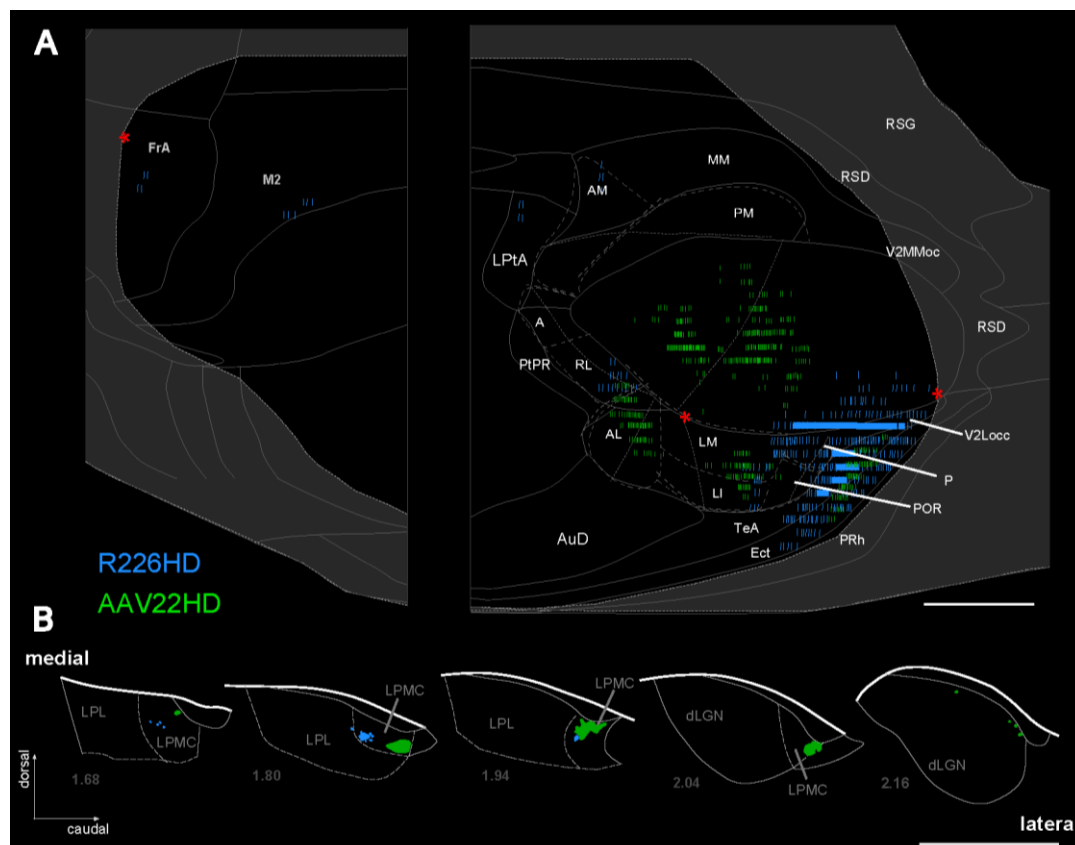 A
FrA
M2
RSG
MM
RSD
AM
PM
LPtA
V2MMoc
A
RSD
PtPR
RL
AL
LM
V2Locc
P
LI
POR
TeA
AuD
Ect
PRh
R226HD
AAV22HD
B
medial
LPL
LPMC
1.68
LPL
LPMC
1.80
LPL
LPMC
1.94
dLGN
LPMC
2.04
dLGN
2.16
dorsal
caudal
latera